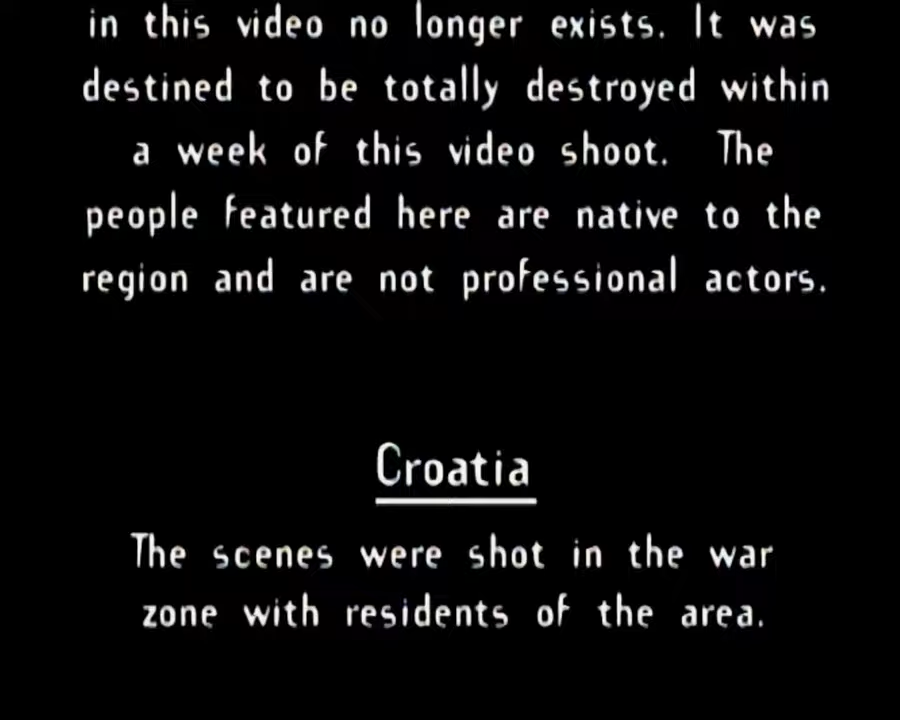 in this video no longer exists. It was
destined to be totally destroyed within
a week of this video shoot. The
people featured here are native to the
region and are not professional actors.
Croatia
The scenes were shot in the war
zone with residents of the area.